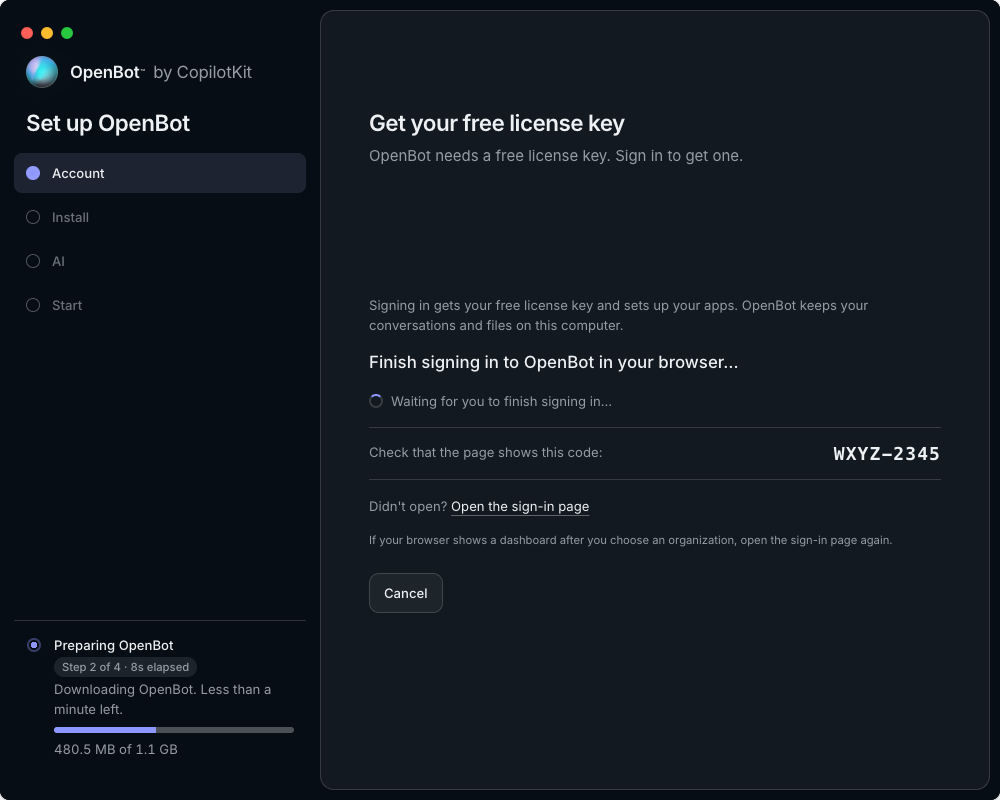 OpenBot™ by CopilotKit
Set up OpenBot
Account
Install
AI
Start
Preparing OpenBot
Step 2 of 4 · 8s elapsed
Downloading OpenBot. Less than a
minute left.
480.5 MB of 1.1 GB
Get your free license key
OpenBot needs a free license key. Sign in to get one.
Signing in gets your free license key and sets up your apps. OpenBot keeps your
conversations and files on this computer.
Finish signing in to OpenBot in your browser...
Waiting for you to finish signing in...
Check that the page shows this code:
WXYZ-2345
Didn't open? Open the sign-in page
If your browser shows a dashboard after you choose an organization, open the sign-in page again.
Cancel